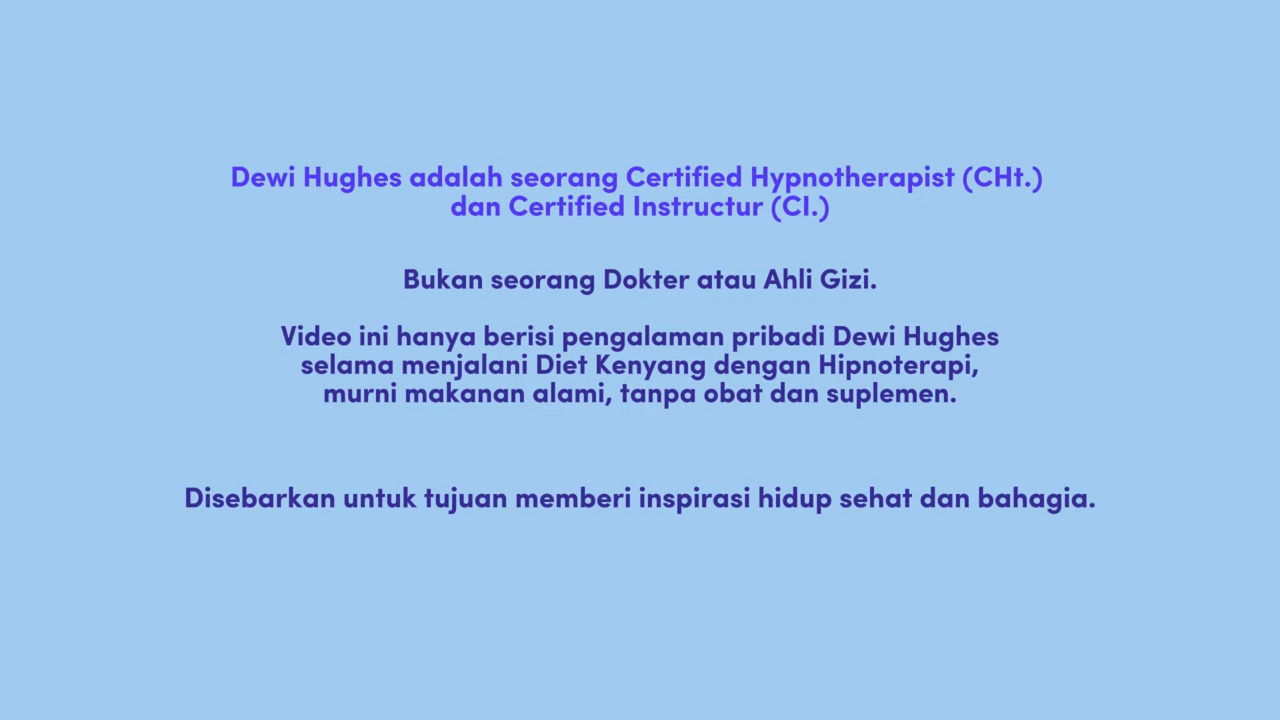 Dewi Hughes adalah seorang Certified Hypnotherapist (CHt.)
dan Certified Instructur (CI.)
Bukan seorang Dokter atau Ahli Gizi.
Video ini hanya berisi pengalaman pribadi Dewi Hughes
selama menjalani Diet Kenyang dengan Hipnoterapi,
murni makanan alami, tanpa obat dan suplemen.
Disebarkan untuk tujuan memberi inspirasi hidup sehat dan bahagia.